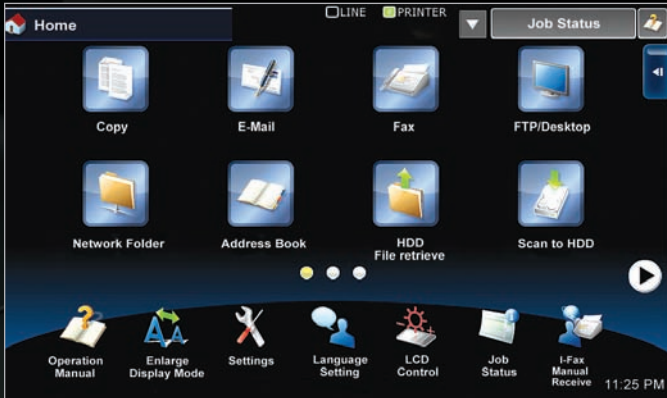 Home
LINE PRINTER
Job Status
Copy
E-Mail
Fax
FTP/Desktop
Network Folder
Address Book
HDD
File retrieve
Scan to HDD
Operation
Manual
Enlarge
Display Mode
Settings
Language
Setting
LCD
Control
Job
Status
I-Fax
Manual
Receive
11:25 PM